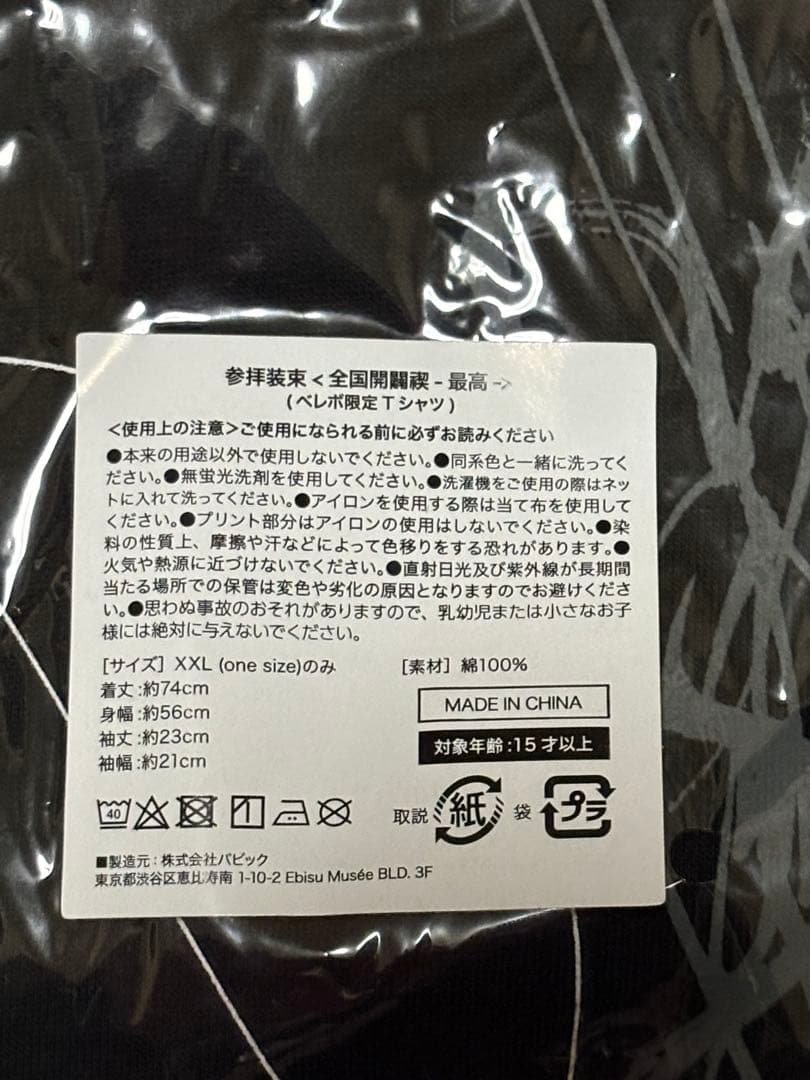 参拝装束<全国開闢禊-最高->
(ペレボ限定Tシャツ)
<使用上の注意>ご使用になられる前に必ずお読みください
●本来の用途以外で使用しないでください。●同系色と一緒に洗ってく
ださい。●無蛍光洗剤を使用してください。●洗濯機をご使用の際はネッ
トに入れて洗ってください。●アイロンを使用する際は当て布を使用して
ください。●プリント部分はアイロンの使用はしないでください。●染
料の性質上、摩擦や汗などによって色移りをする恐れがあります。●
火気や熱源に近づけないでください。●直射日光及び紫外線が長期間
当たる場所での保管は変色や劣化の原因となりますのでお避けくださ
い。●思わぬ事故のおそれがありますので、乳幼児または小さなお子
様には絶対に与えないでください。
[サイズ] XXL (one size)のみ
着丈:約74cm
身幅:約56cm
袖丈:約23cm
袖幅:約21cm
[素材] 綿100%
MADE IN CHINA
対象年齢:15才以上
40
取説 紙 袋 プラ
■製造元:株式会社パピック
東京都渋谷区恵比寿南 1-10-2 Ebisu Musée BLD. 3F